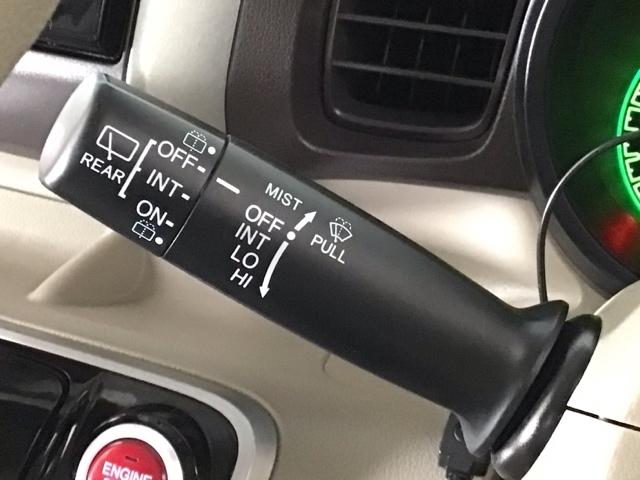 REAR
OFF-
INT-
ON-
MIST
OFF
INT
LO
HI
PULL
ENGINE